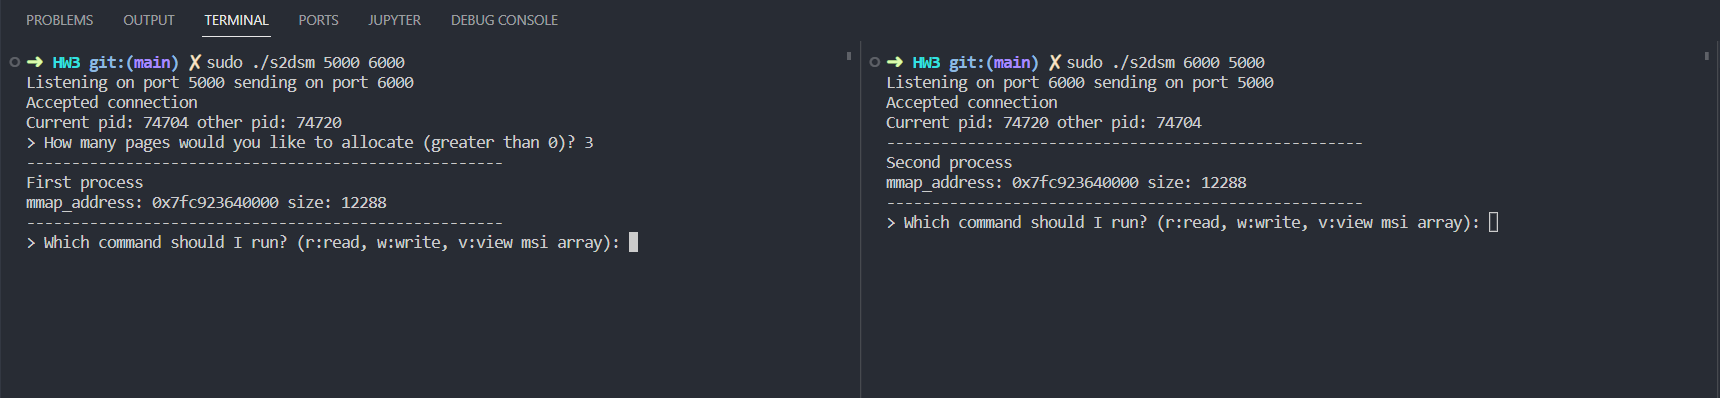 PROBLEMS OUTPUT TERMINAL PORTS JUPYTER DEBUG CONSOLE
➜ HW3 git:(main) ✗ sudo ./s2dsm 5000 6000
Listening on port 5000 sending on port 6000
Accepted connection
Current pid: 74704 other pid: 74720
> How many pages would you like to allocate (greater than 0)? 3
-----------------------------------------------------
First process
mmap_address: 0x7fc923640000 size: 12288
-----------------------------------------------------
> Which command should I run? (r:read, w:write, v:view msi array):
➜ HW3 git:(main) ✗ sudo ./s2dsm 6000 5000
Listening on port 6000 sending on port 5000
Accepted connection
Current pid: 74720 other pid: 74704
-----------------------------------------------------
Second process
mmap_address: 0x7fc923640000 size: 12288
-----------------------------------------------------
> Which command should I run? (r:read, w:write, v:view msi array):